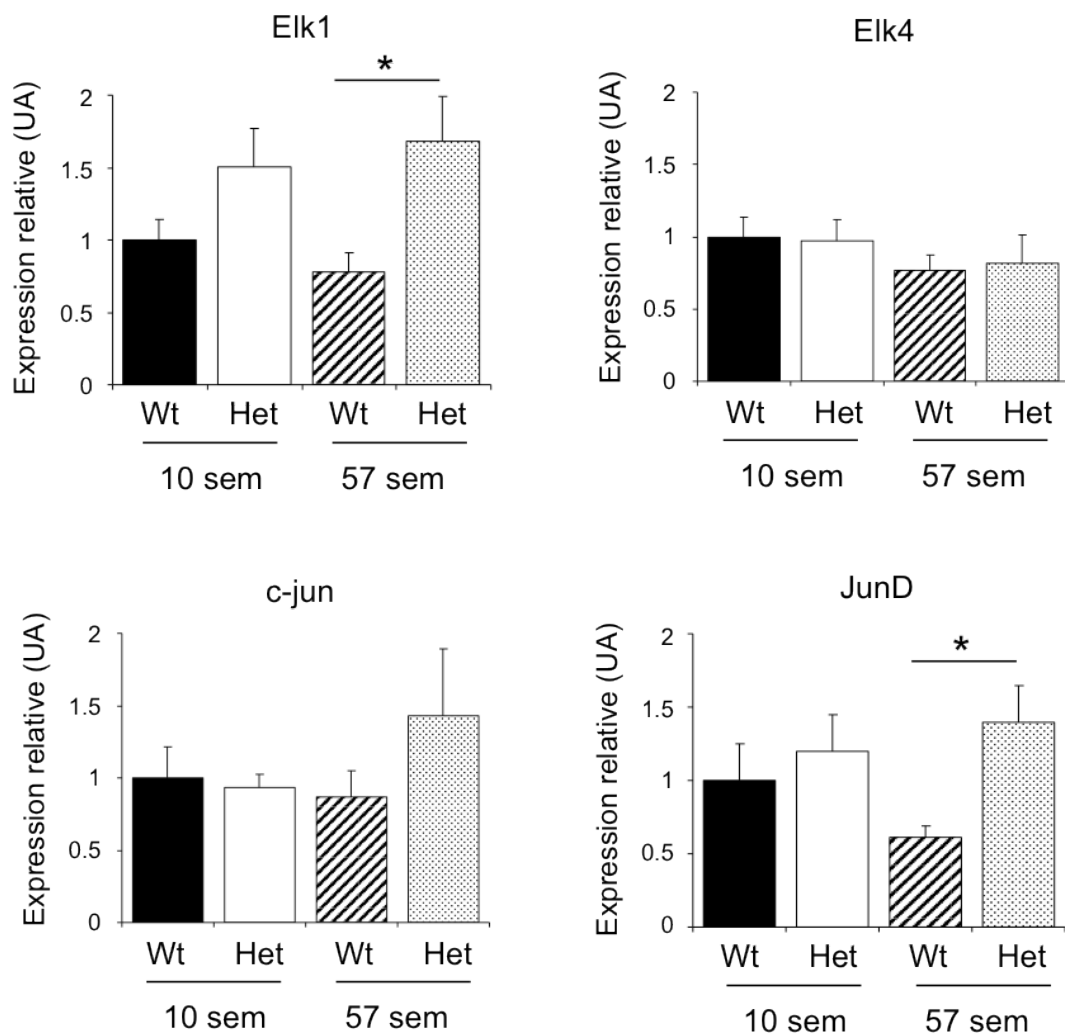 Elk1
*
Expression relative (UA)
2
1.5
1
0.5
0
Wt Het Wt Het
10 sem 57 sem
Elk4
Expression relative (UA)
2
1.5
1
0.5
0
Wt Het Wt Het
10 sem 57 sem
c-jun
Expression relative (UA)
2
1.5
1
0.5
0
Wt Het Wt Het
10 sem 57 sem
JunD
*
Expression relative (UA)
2
1.5
1
0.5
0
Wt Het Wt Het
10 sem 57 sem